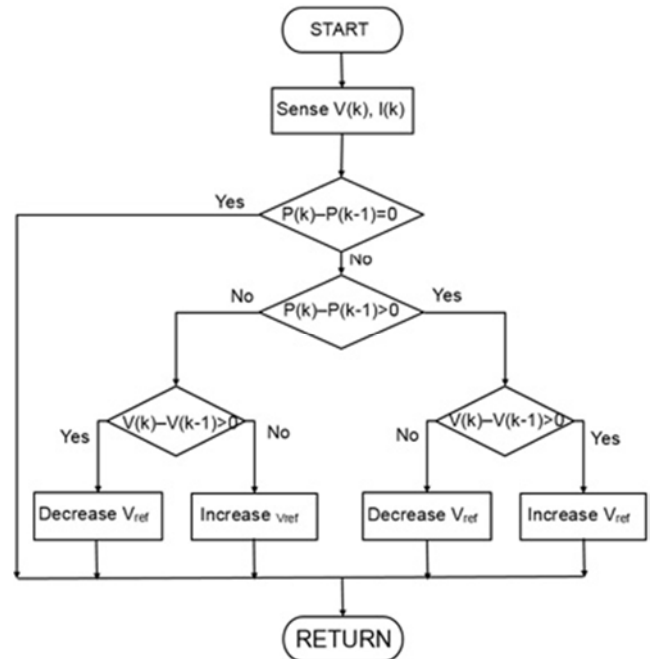 START
Sense V(k), I(k)
Yes
P(k)–P(k-1)=0
No
No
P(k)–P(k-1)>0
Yes
Yes
V(k)–V(k-1)>0
No
No
V(k)–V(k-1)>0
Yes
Decrease Vref
Increase Vref
Decrease Vref
Increase Vref
RETURN